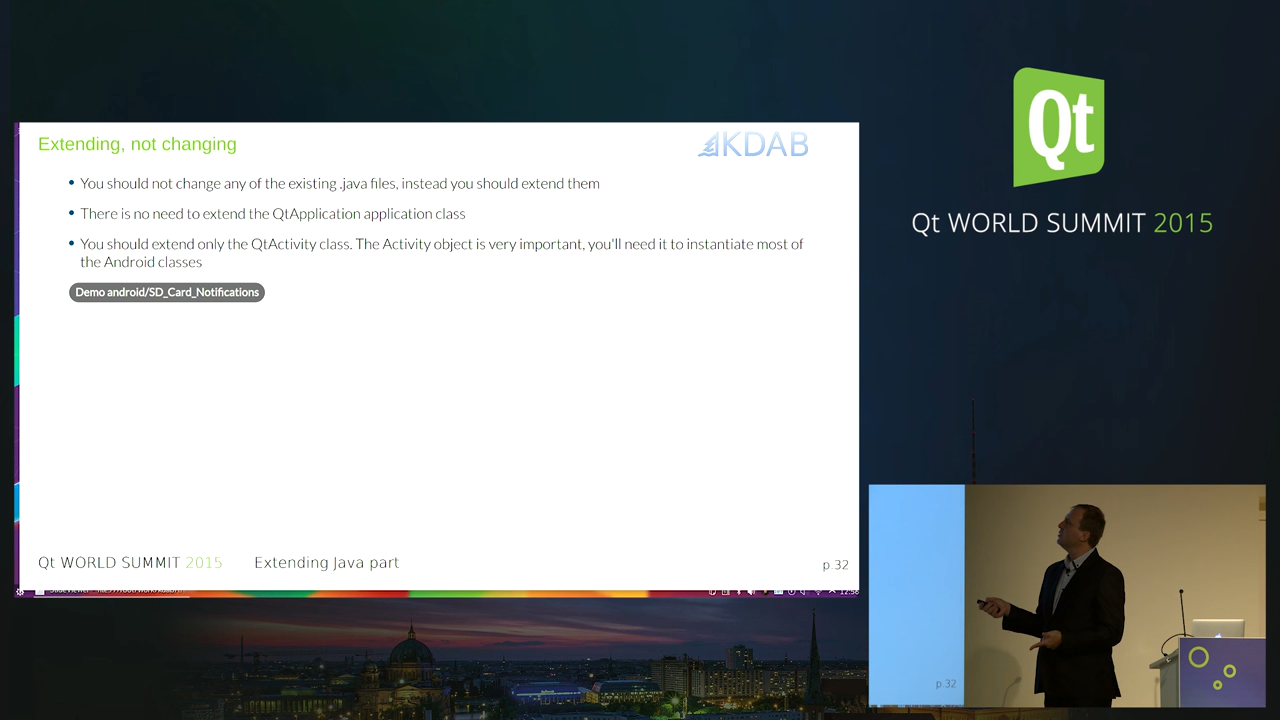 Extending, not changing
KDAB
• You should not change any of the existing .java files, instead you should extend them
• There is no need to extend the QtApplication application class
• You should extend only the QtActivity class. The Activity object is very important, you'll need it to instantiate most of
the Android classes
Demo android/SD_Card_Notifications
Qt WORLD SUMMIT 2015
Extending Java part
p.32
Qt
Qt WORLD SUMMIT 2015
p.32